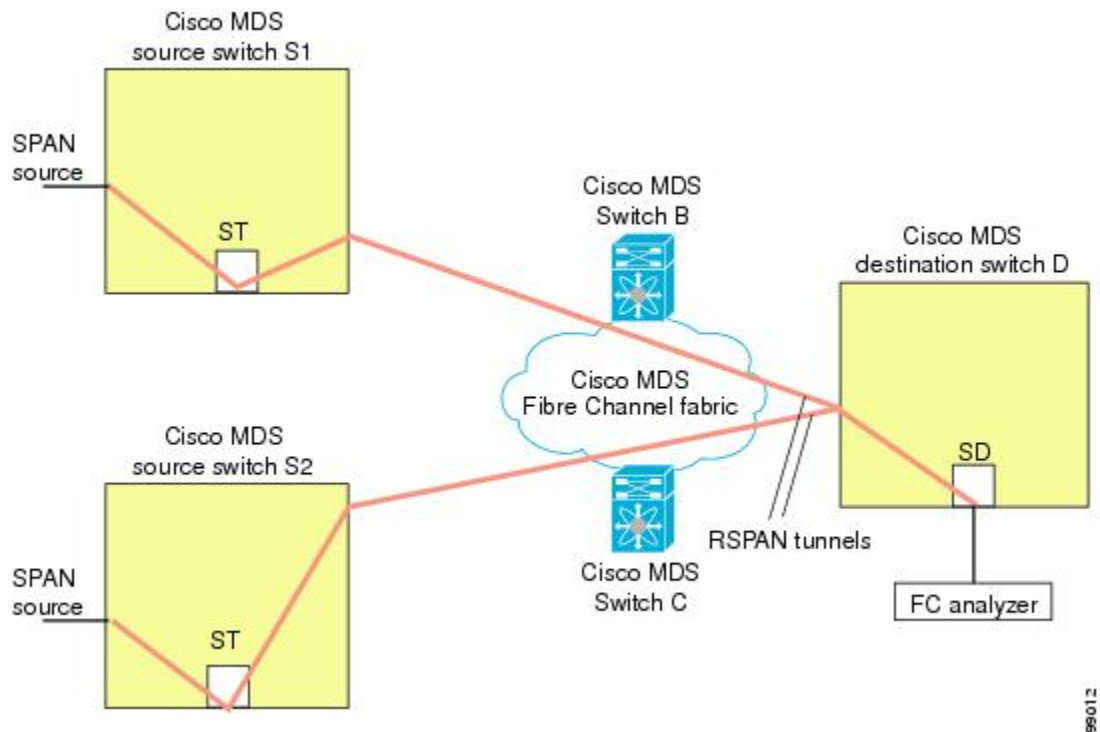 Cisco MDS
source switch S1
SPAN
source
ST
Cisco MDS
Switch B
Cisco MDS
destination switch D
Cisco MDS
Fibre Channel fabric
Cisco MDS
source switch S2
SD
RSPAN tunnels
SPAN
source
ST
Cisco MDS
Switch C
FC analyzer
99012